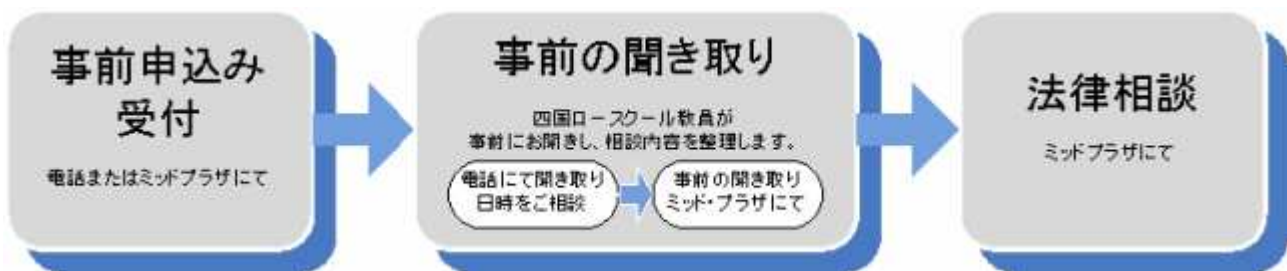 事前申込み
受付
電話またはミッドプラザにて
事前の聞き取り
四国ロースクール教員が
事前にお聞きし、相談内容を整理します。
電話にて聞き取り
日時をご相談
事前の聞き取り
ミッド・プラザにて
法律相談
ミッドプラザにて